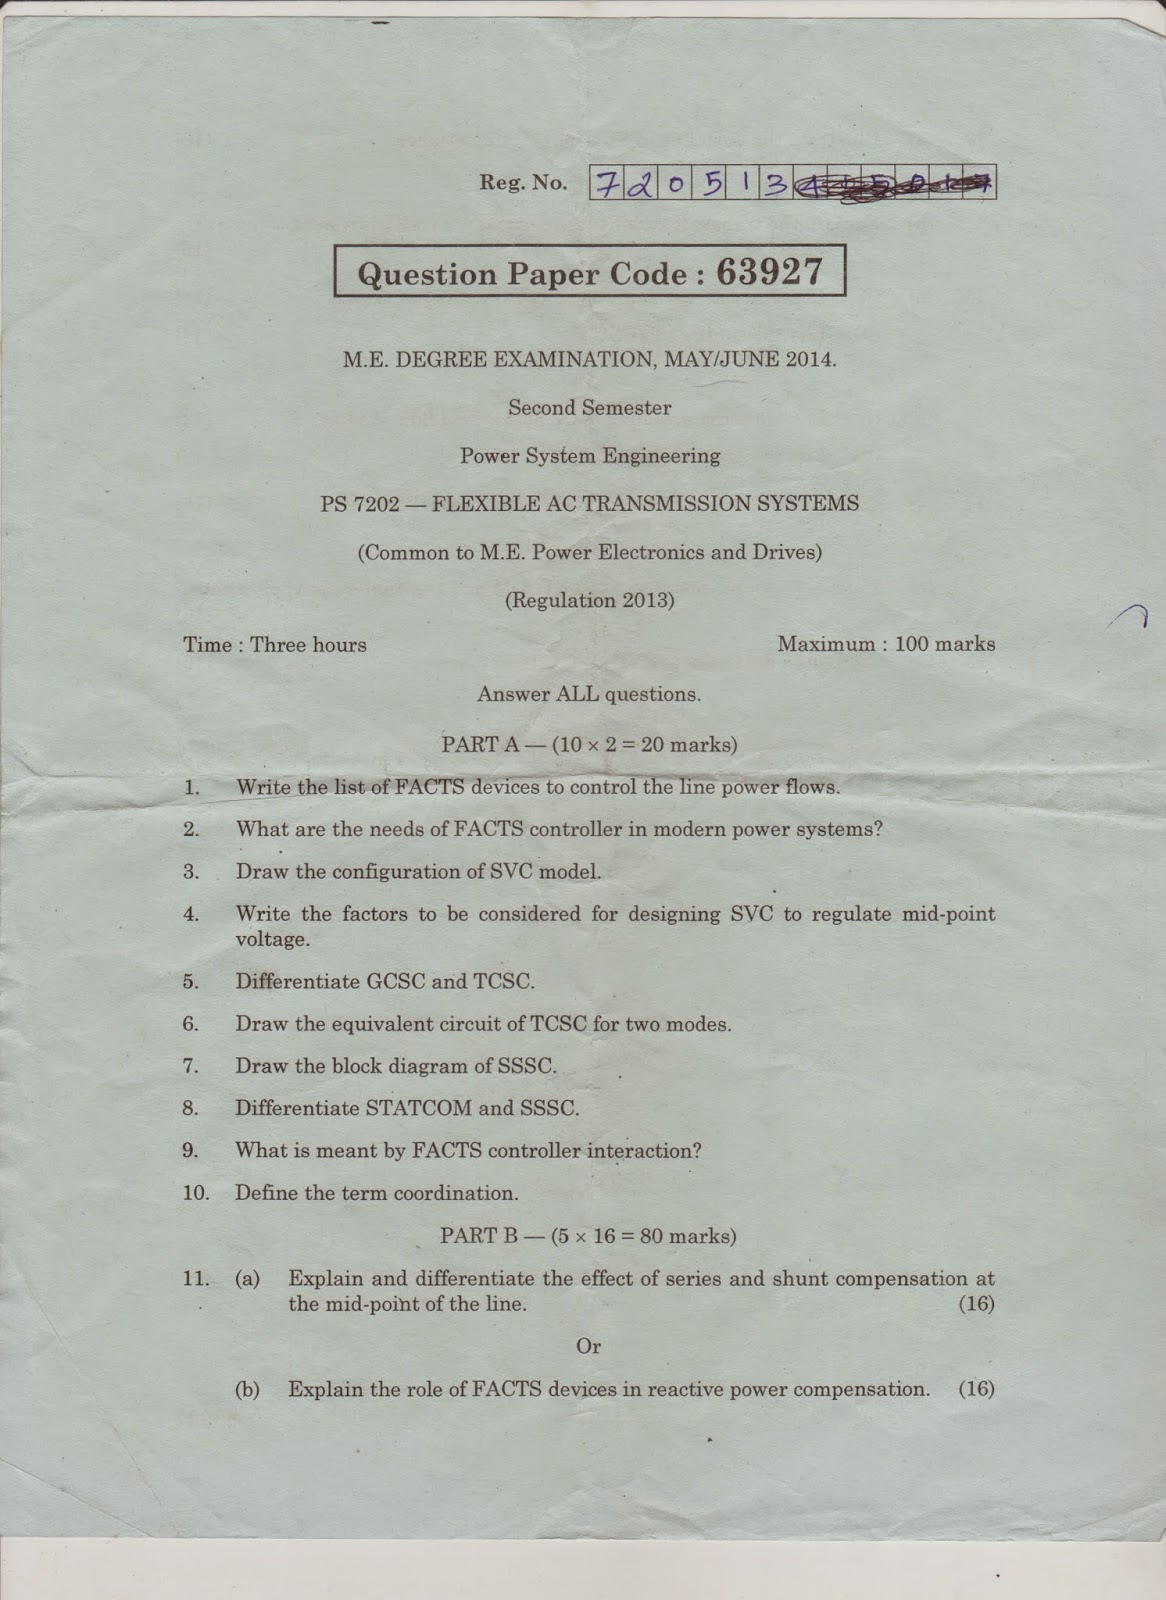 Reg. No. 7 2 0 5 1 3
Question Paper Code : 63927
M.E. DEGREE EXAMINATION, MAY/JUNE 2014.
Second Semester
Power System Engineering
PS 7202 — FLEXIBLE AC TRANSMISSION SYSTEMS
(Common to M.E. Power Electronics and Drives)
(Regulation 2013)
Time : Three hours Maximum : 100 marks
Answer ALL questions.
PART A — (10 × 2 = 20 marks)
1. Write the list of FACTS devices to control the line power flows.
2. What are the needs of FACTS controller in modern power systems?
3. Draw the configuration of SVC model.
4. Write the factors to be considered for designing SVC to regulate mid-point
voltage.
5. Differentiate GCSC and TCSC.
6. Draw the equivalent circuit of TCSC for two modes.
7. Draw the block diagram of SSSC.
8. Differentiate STATCOM and SSSC.
9. What is meant by FACTS controller interaction?
10. Define the term coordination.
PART B — (5 × 16 = 80 marks)
11. (a) Explain and differentiate the effect of series and shunt compensation at
the mid-point of the line. (16)
Or
(b) Explain the role of FACTS devices in reactive power compensation. (16)